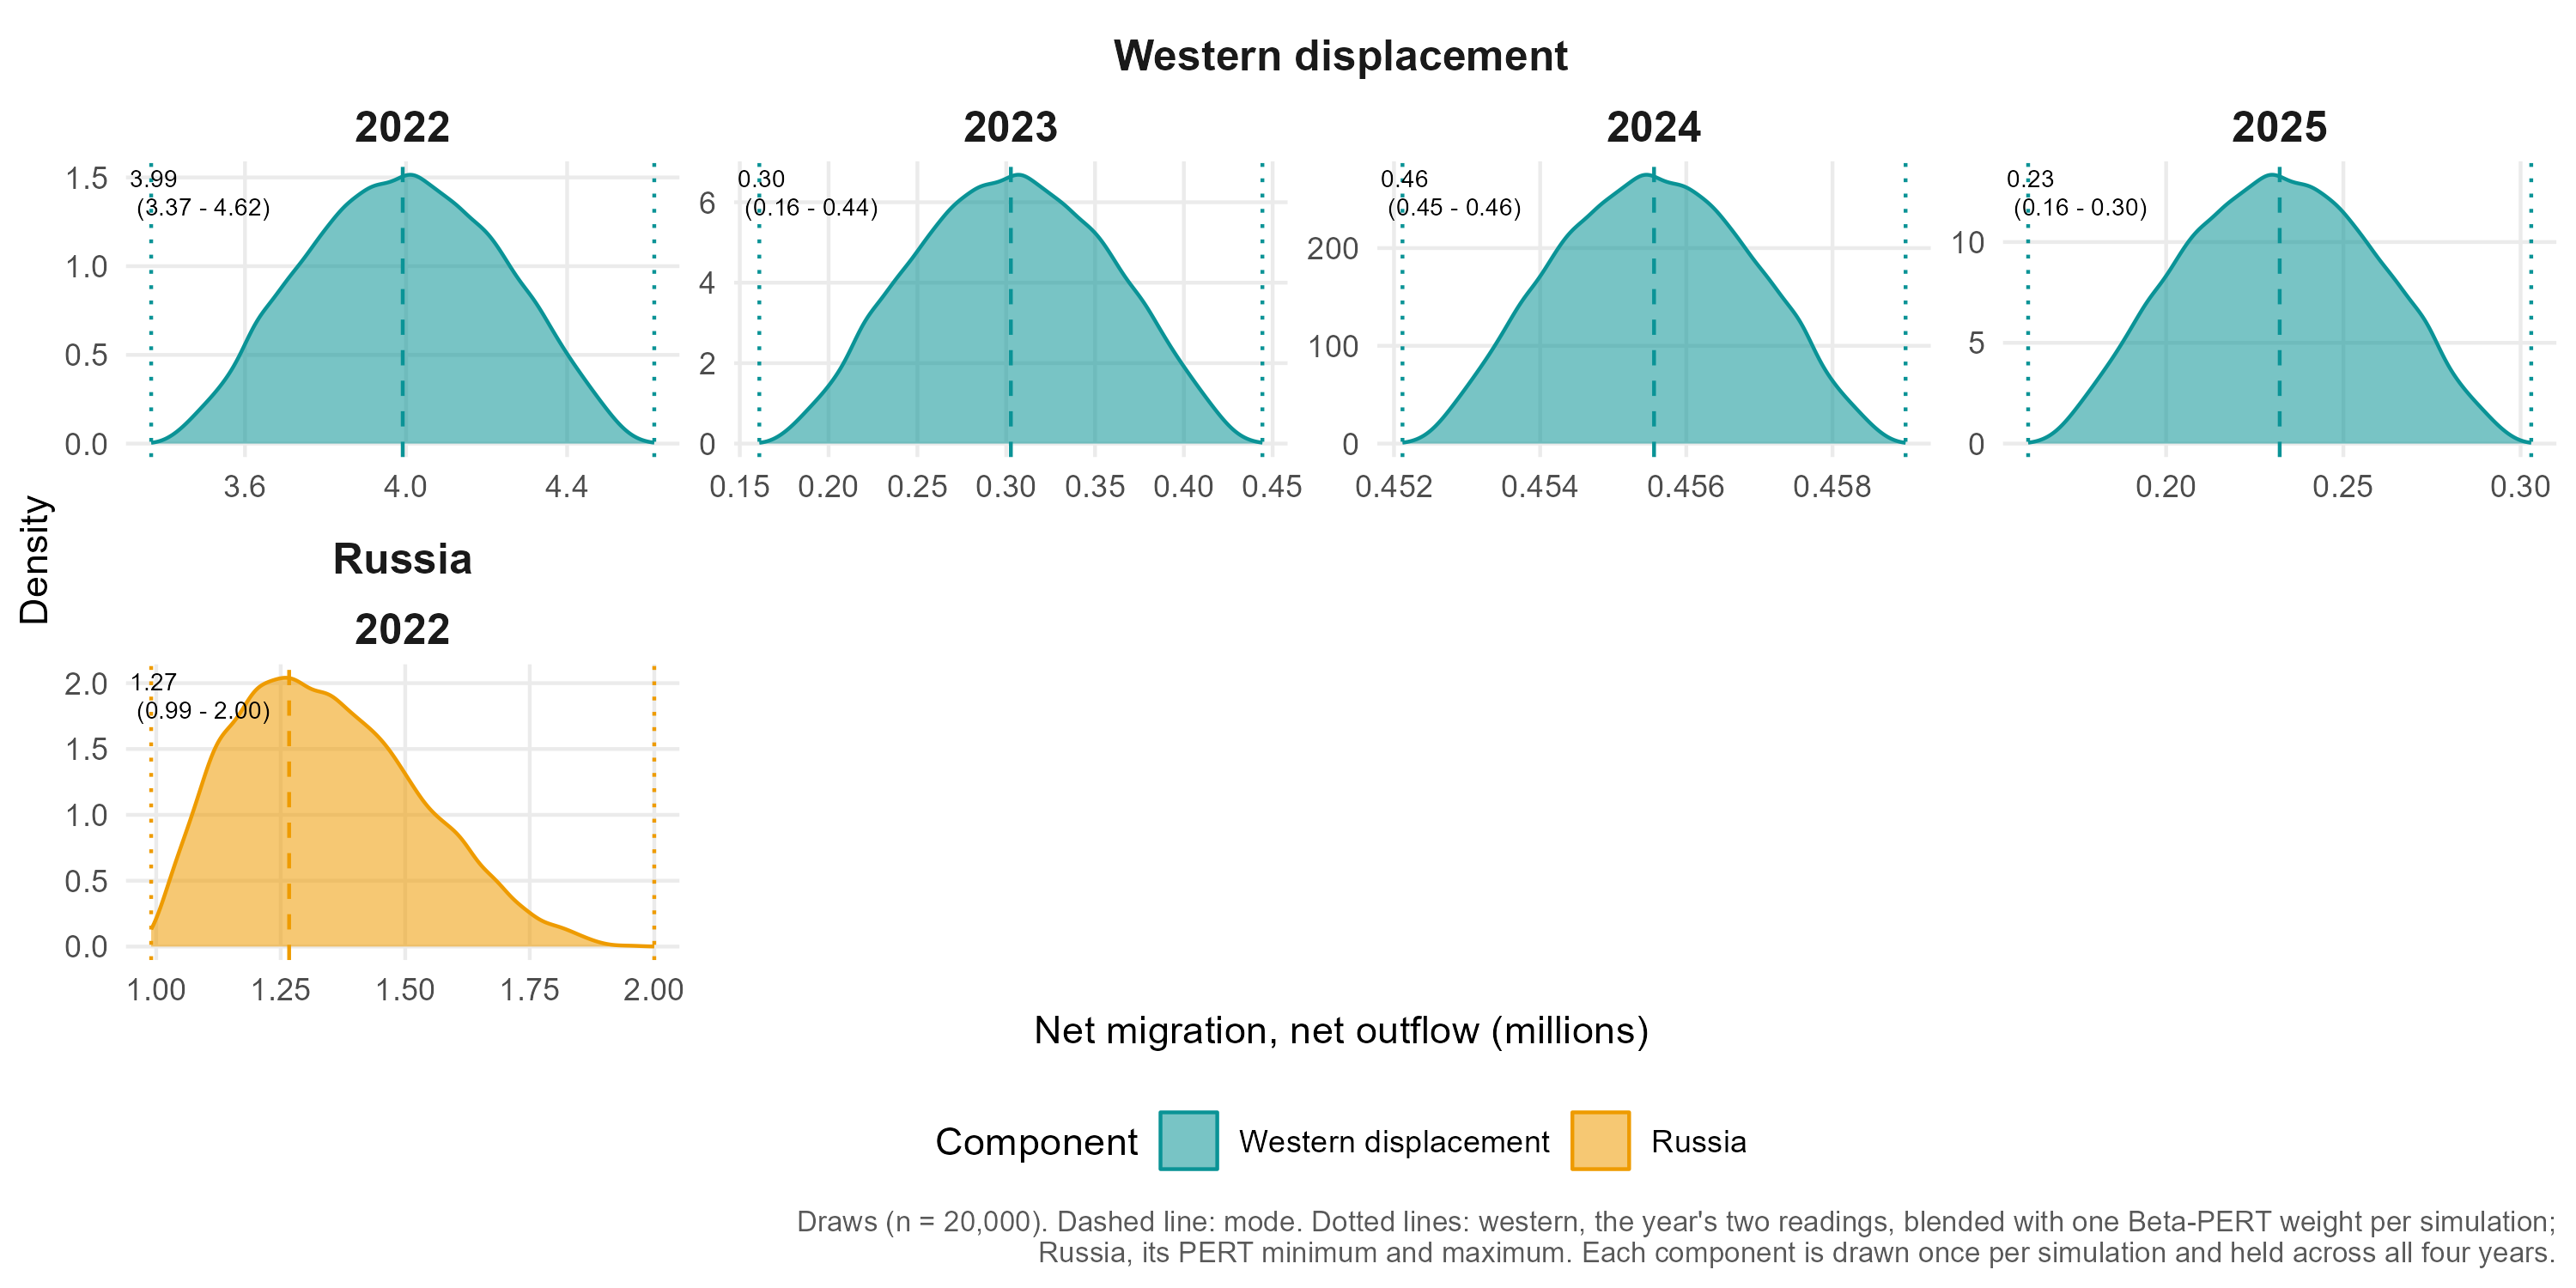 Western displacement
2022
2023
2024
2025
3.99
(3.37 - 4.62)
0.30
(0.16 - 0.44)
0.46
(0.45 - 0.46)
0.23
(0.16 - 0.30)
1.5
1.0
0.5
0.0
6
4
2
0
200
100
0
10
5
0
3.6 4.0 4.4
0.15 0.20 0.25 0.30 0.35 0.40 0.45
0.452 0.454 0.456 0.458
0.20 0.25 0.30
Density
Russia
2022
1.27
(0.99 - 2.00)
2.0
1.5
1.0
0.5
0.0
1.00 1.25 1.50 1.75 2.00
Net migration, net outflow (millions)
Component Western displacement Russia
Draws (n = 20,000). Dashed line: mode. Dotted lines: western, the year's two readings, blended with one Beta-PERT weight per simulation;
Russia, its PERT minimum and maximum. Each component is drawn once per simulation and held across all four years.